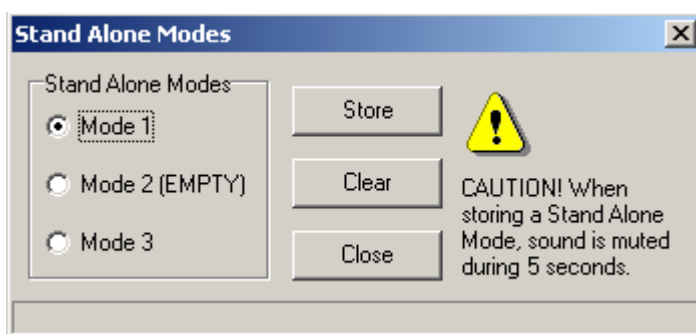 Stand Alone Modes
Stand Alone Modes
Mode 1
Mode 2 (EMPTY)
Mode 3
Store
Clear
Close
CAUTION! When
storing a Stand Alone
Mode, sound is muted
during 5 seconds.